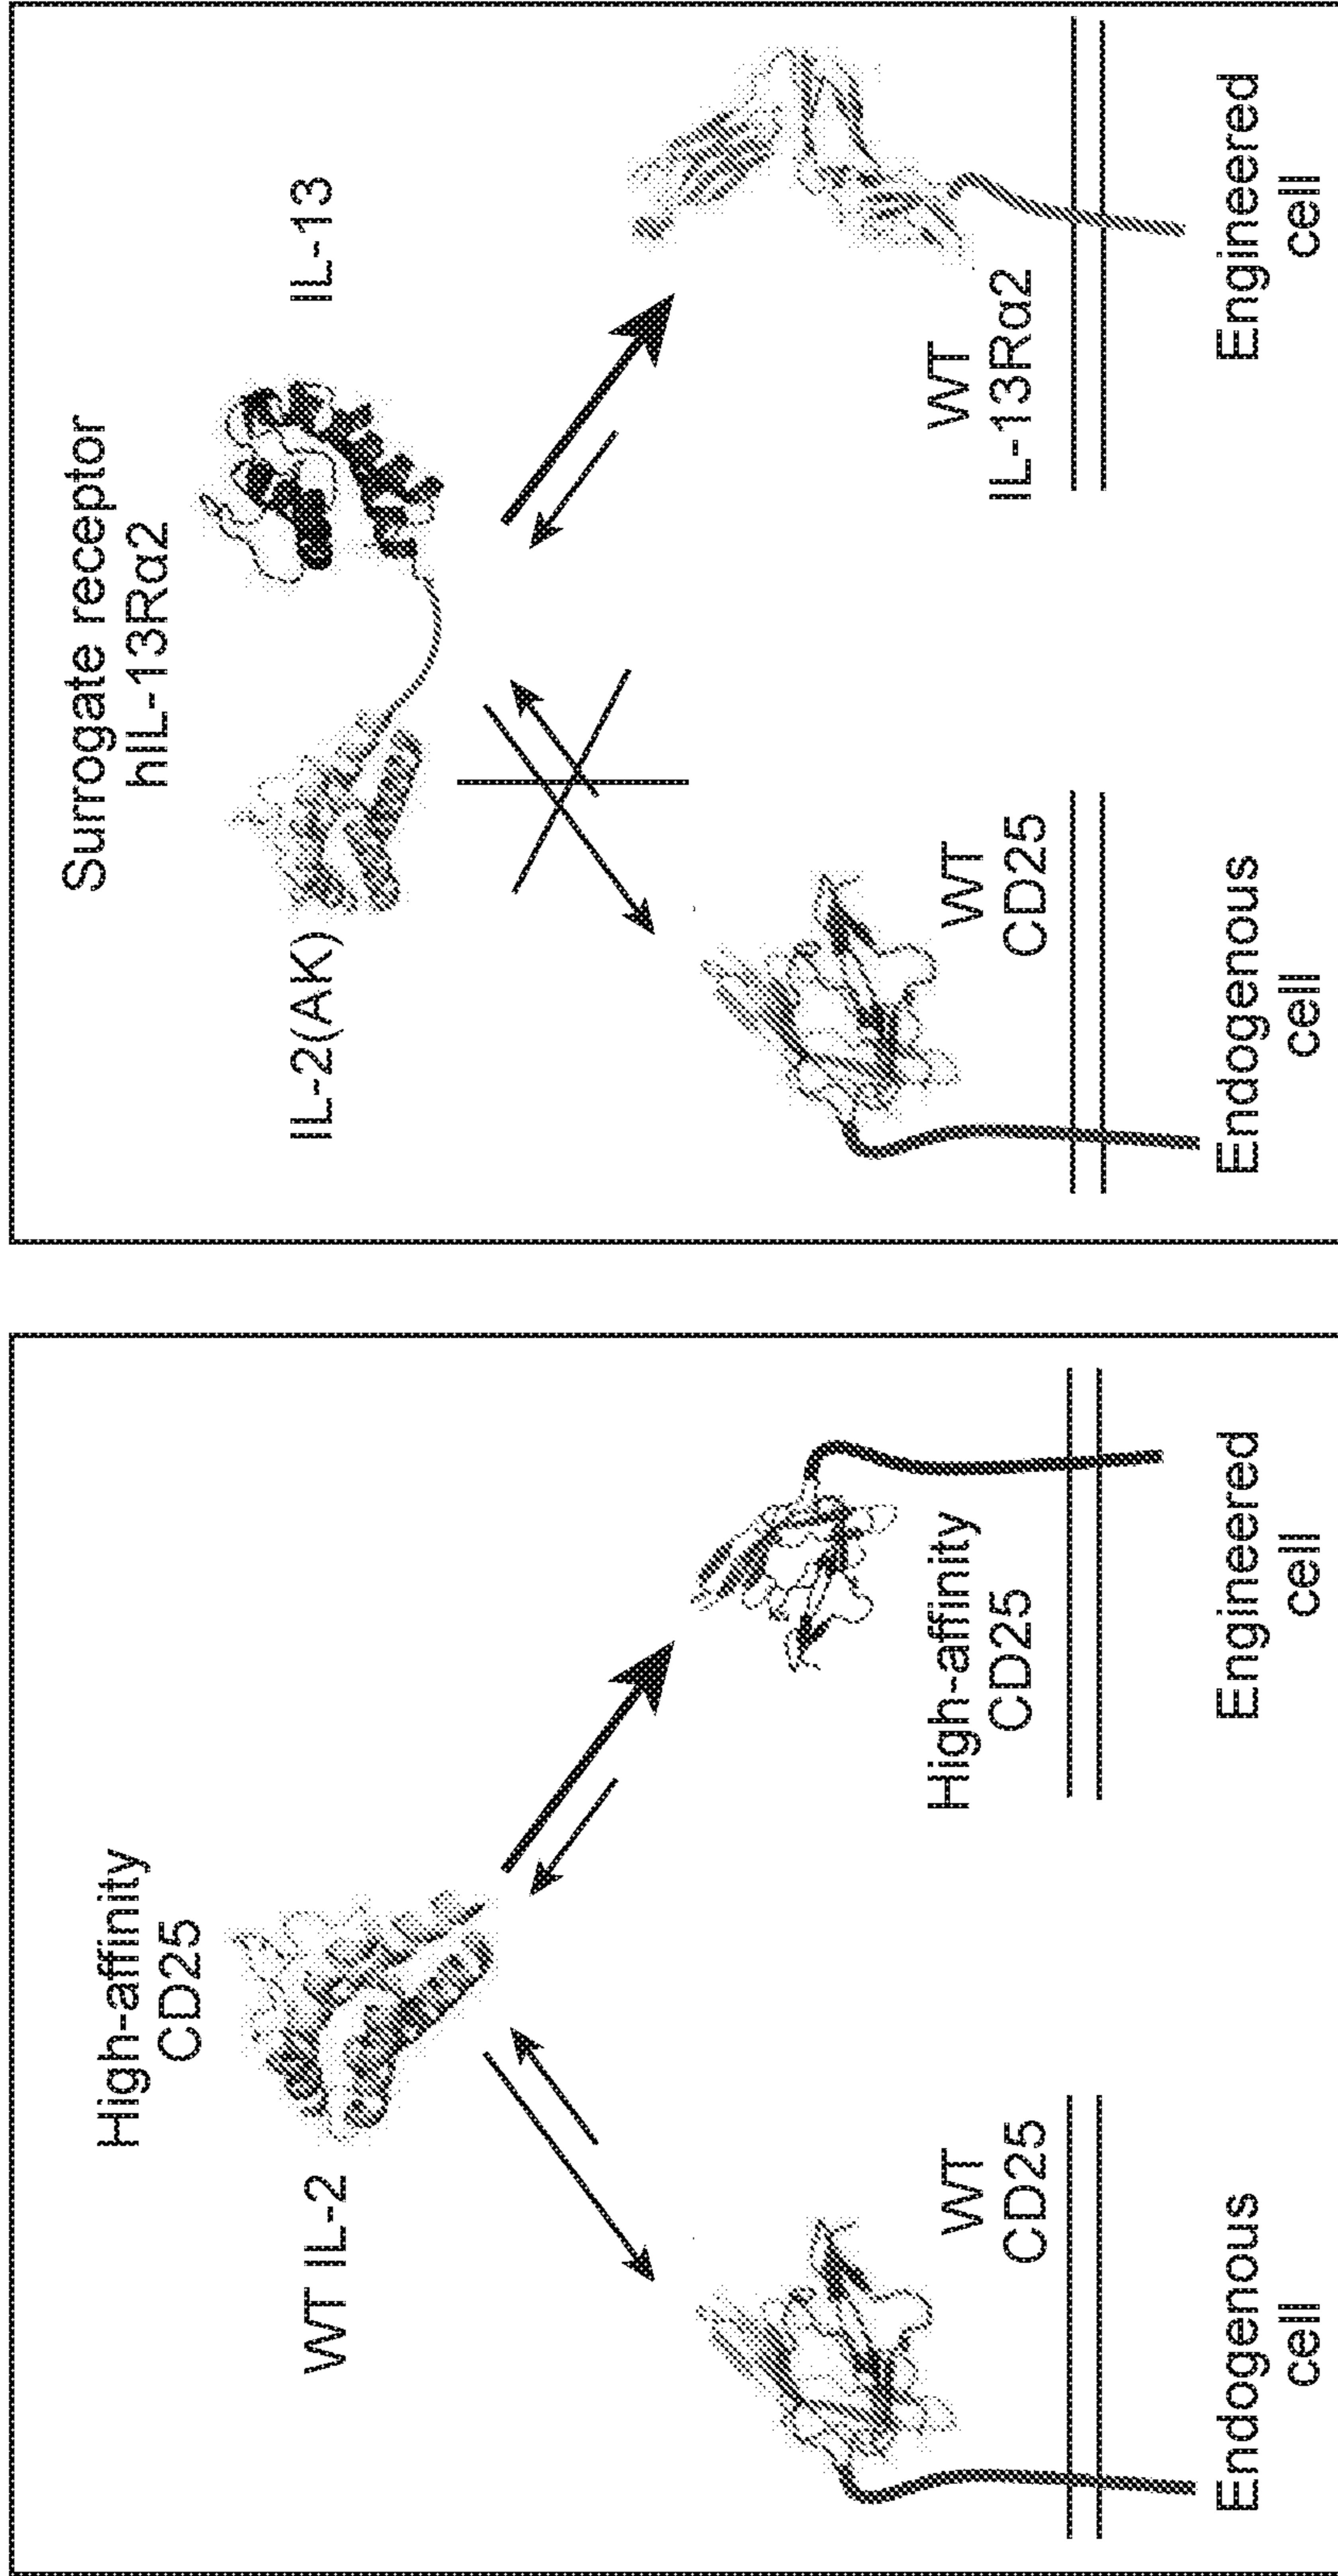 High-affinity
CD25
WT IL-2
WT
CD25
High-affinity
CD25
Endogenous
cell
Engineered
cell
Surrogate receptor
hIL-13Rα2
IL-2(AK)
IL-13
WT
CD25
WT
IL-13Rα2
Endogenous
cell
Engineered
cell